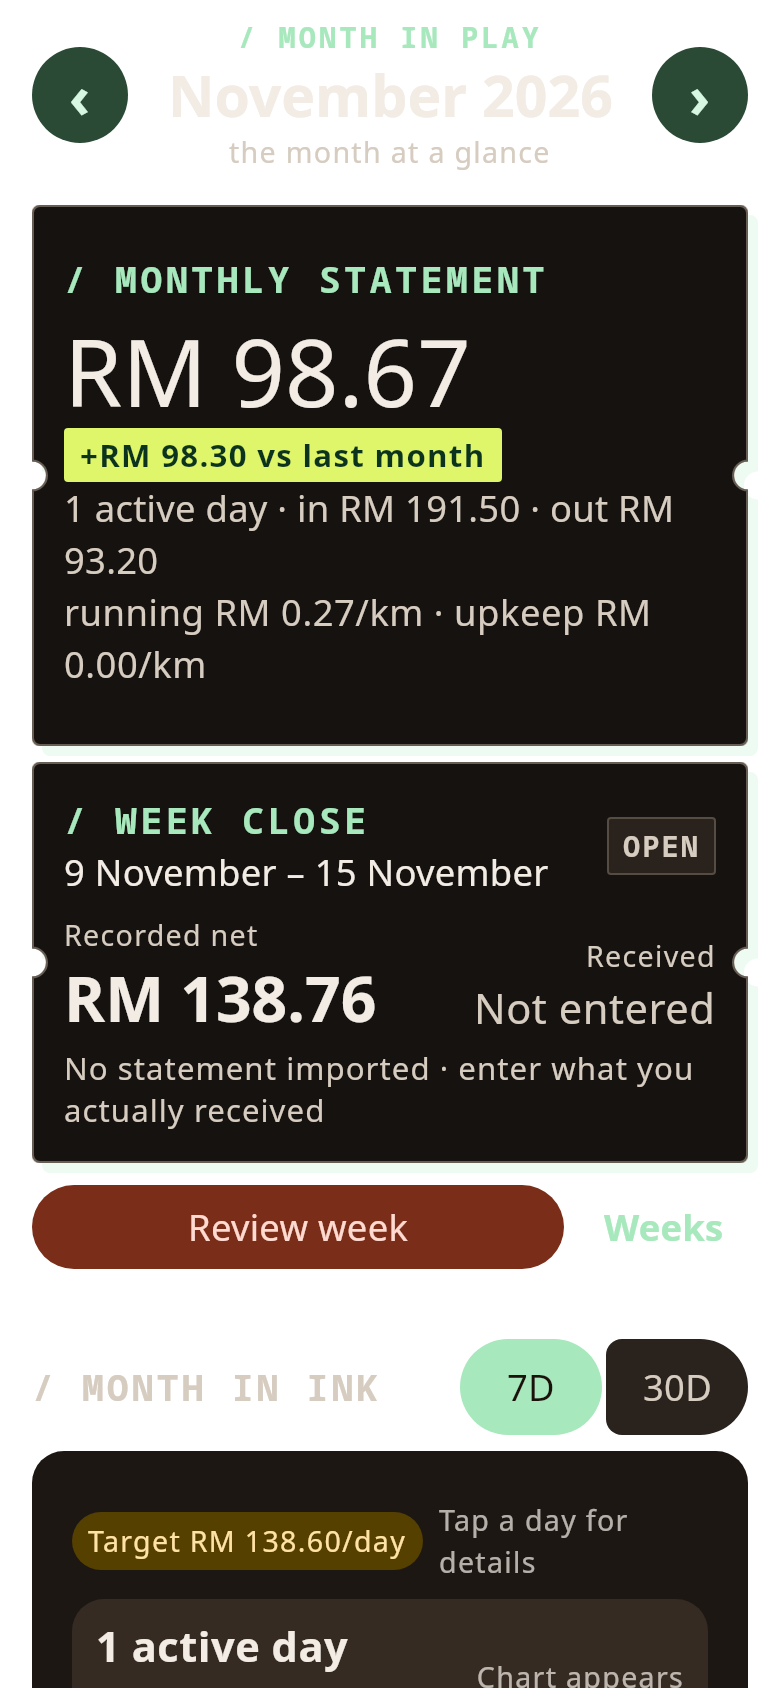 / MONTH IN PLAY
‹
November 2026
›
the month at a glance
/ MONTHLY STATEMENT
RM 98.67
+RM 98.30 vs last month
1 active day · in RM 191.50 · out RM
93.20
running RM 0.27/km · upkeep RM
0.00/km
/ WEEK CLOSE
OPEN
9 November – 15 November
Recorded net
Received
RM 138.76
Not entered
No statement imported · enter what you
actually received
Review week
Weeks
/ MONTH IN INK
7D
30D
Target RM 138.60/day
Tap a day for
details
1 active day
Chart appears